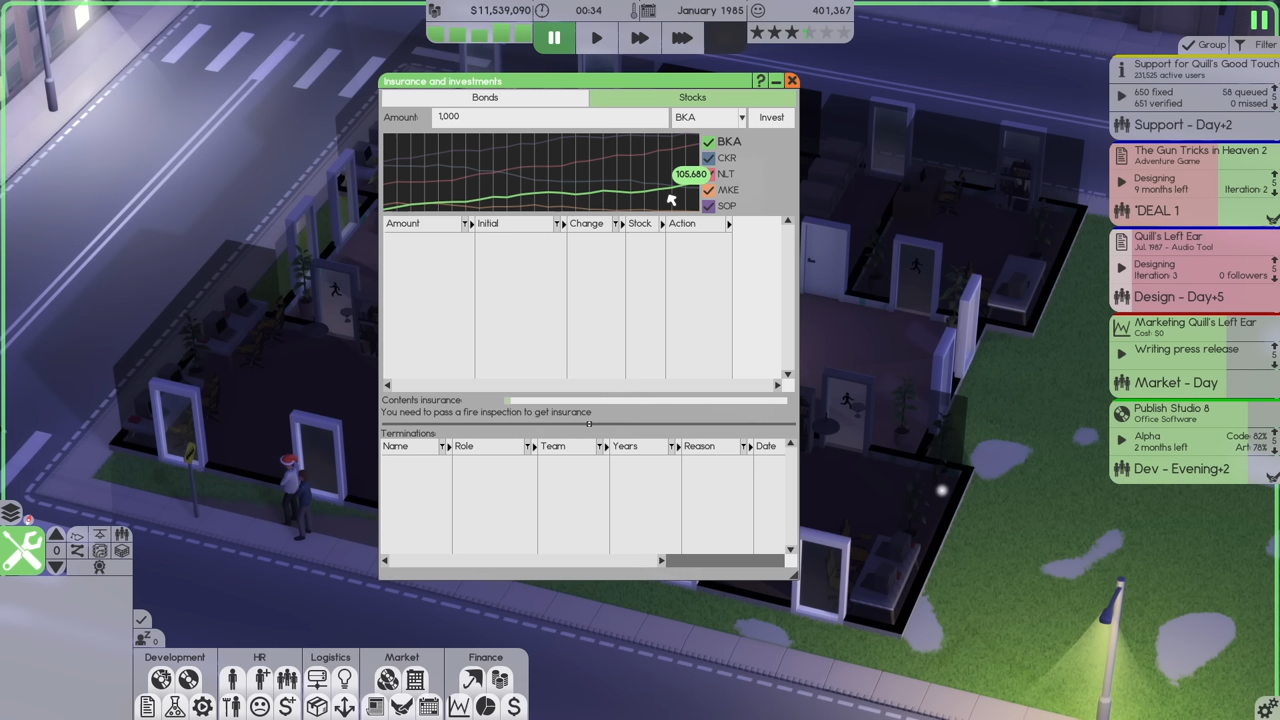 $11,539,090
00:34
January 1985
401,367
Group
Filter
Insurance and investments
?
Bonds
Stocks
Amount:
1,000
BKA
Invest
BKA
CKR
NLT
MKE
SOP
105.680
Amount
Initial
Change
Stock
Action
Contents insurance:
You need to pass a fire inspection to get insurance
Terminations:
Name
Role
Team
Years
Reason
Date
Support for Quill's Good Touch
231,525 active users
650 fixed
58 queued
651 verified
0 missed
Support - Day+2
The Gun Tricks in Heaven 2
Adventure Game
Designing
9 months left
Iteration: 2
"DEAL 1
Quill's Left Ear
Jul 1987 - Audio Tool
Designing
Iteration: 3
0 followers
Design - Day+5
Marketing Quill's Left Ear
Cost: $0
Writing press release
Market - Day
Publish Studio 8
Office Software
Alpha
Code: 82%
2 months left
Art: 78%
Dev - Evening+2
0
0
Development
HR
Logistics
Market
Finance